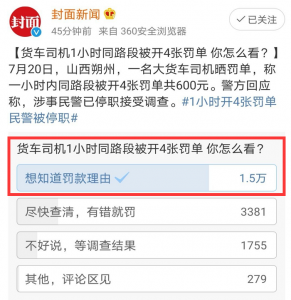 封面
封面新闻
已关注
45分钟前 来自 360安全浏览器
【货车司机1小时同路段被开4张罚单 你怎么看？】
7月20日，山西朔州，一名大货车司机晒罚单，称
一小时内同路段被开4张罚单共600元。警方回应
称，涉事民警已停职接受调查。#1小时开4张罚单
民警被停职#
货车司机1小时同路段被开4张罚单 你怎么看？
想知道罚款理由 1.5万
尽快查清，有错就罚 3381
不好说，等调查结果 1755
其他，评论区见 279